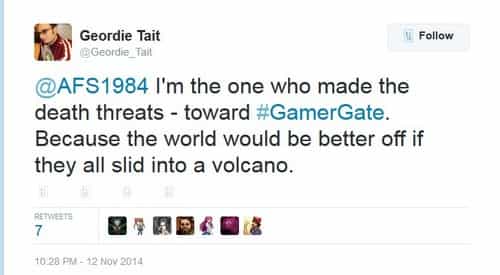 Geordie Tait
@Geordie_Tait
Follow
@AFS1984 I'm the one who made the
death threats - toward #GamerGate.
Because the world would be better off if
they all slid into a volcano.
RETWEETS
7
10:28 PM - 12 Nov 2014